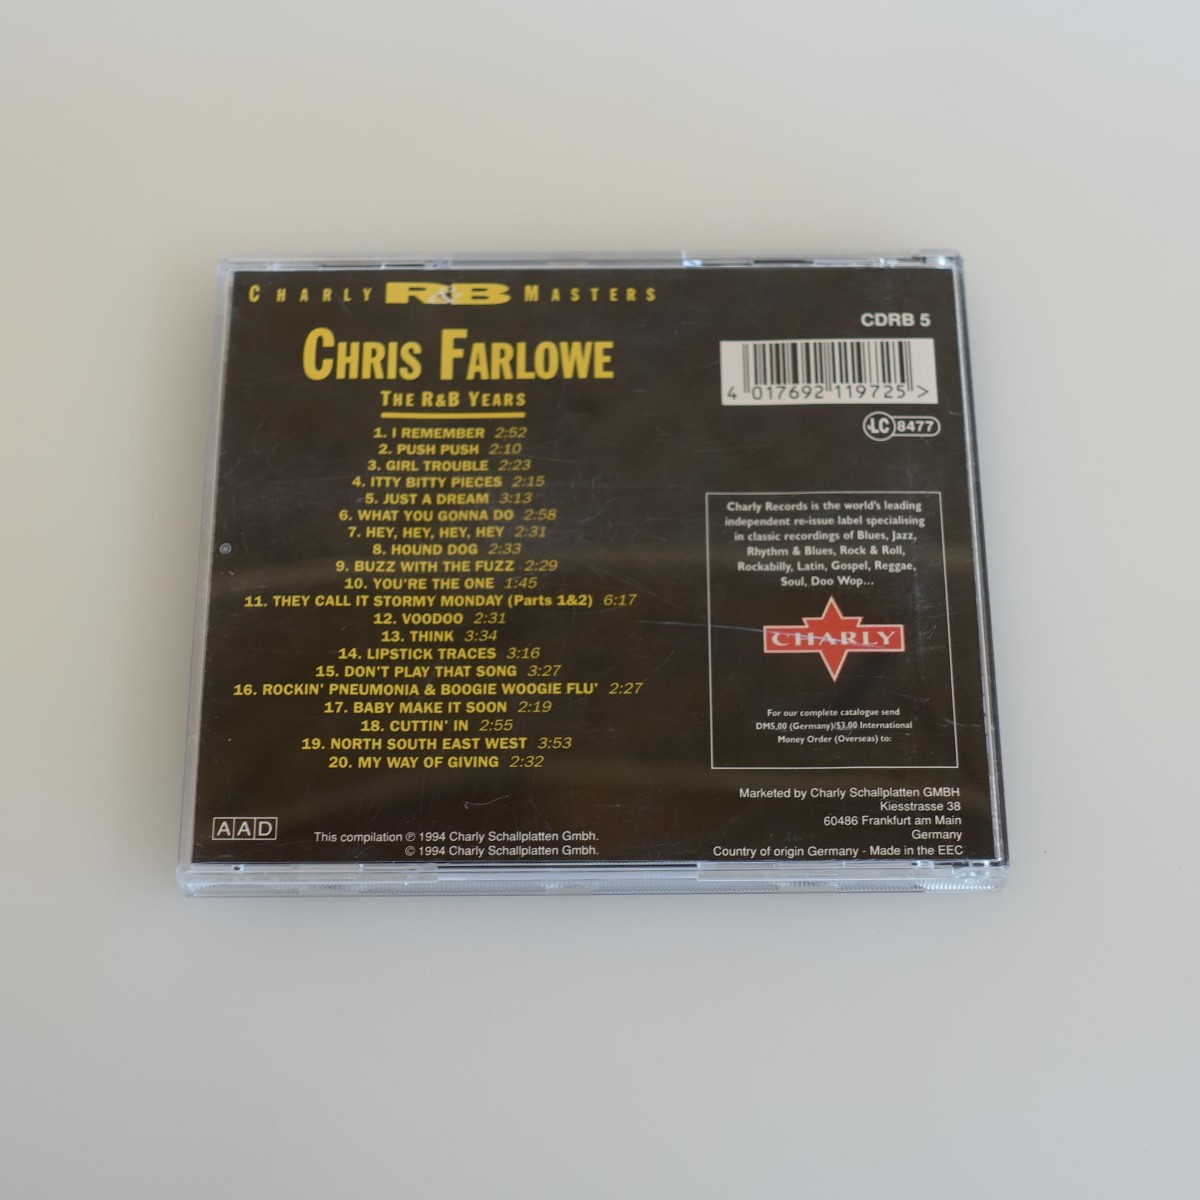 CHARLY R&B MASTERS
CHRIS FARLOWE
THE R&B YEARS
1. I REMEMBER 2:52
2. PUSH PUSH 2:10
3. GIRL TROUBLE 2:23
4. ITTY BITTY PIECES 2:15
5. JUST A DREAM 3:13
6. WHAT YOU GONNA DO 2:58
7. HEY, HEY, HEY, HEY 2:31
8. HOUND DOG 2:33
9. BUZZ WITH THE FUZZ 2:29
10. YOU'RE THE ONE 1:45
11. THEY CALL IT STORMY MONDAY (Parts 1&2) 6:17
12. VOODOO 2:31
13. THINK 3:34
14. LIPSTICK TRACES 3:16
15. DON'T PLAY THAT SONG 3:27
16. ROCKIN' PNEUMONIA & BOOGIE WOOGIE FLU' 2:27
17. BABY MAKE IT SOON 2:19
18. CUTTIN' IN 2:55
19. NORTH SOUTH EAST WEST 3:53
20. MY WAY OF GIVING 2:32
AAD
This compilation ℗ 1994 Charly Schallplatten Gmbh.
© 1994 Charly Schallplatten Gmbh.
CDRB 5
4 017692 119725 >
LC 8477
Charly Records is the world's leading
independent re-issue label specialising
in classic recordings of Blues, Jazz,
Rhythm & Blues, Rock & Roll,
Rockabilly, Latin, Gospel, Reggae,
Soul, Doo Wop...
CHARLY
For our complete catalogue send
DM5.00 (Germany)/$3.00 International
Money Order (Overseas) to:
Marketed by Charly Schallplatten GMBH
Kiesstrasse 38
60486 Frankfurt am Main
Germany
Country of origin Germany - Made in the EEC